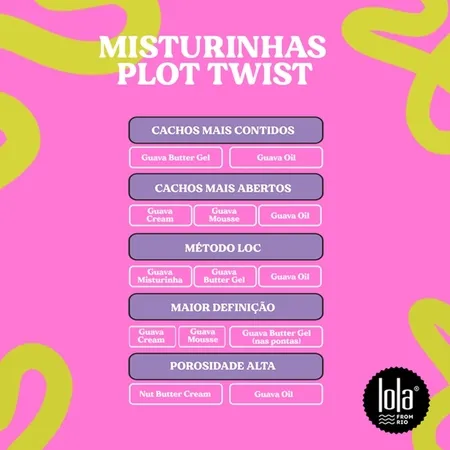 MISTURINHAS
PLOT TWIST
CACHOS MAIS CONTIDOS
Guava Butter Gel
Guava Oil
CACHOS MAIS ABERTOS
Guava
Cream
Guava
Mousse
Guava Oil
MÉTODO LOC
Guava
Misturinha
Guava
Butter Gel
Guava Oil
MAIOR DEFINIÇÃO
Guava
Cream
Guava
Mousse
Guava Butter Gel
(nas pontas)
POROSIDADE ALTA
Nut Butter Cream
Guava Oil
lola®
FROM
RIO